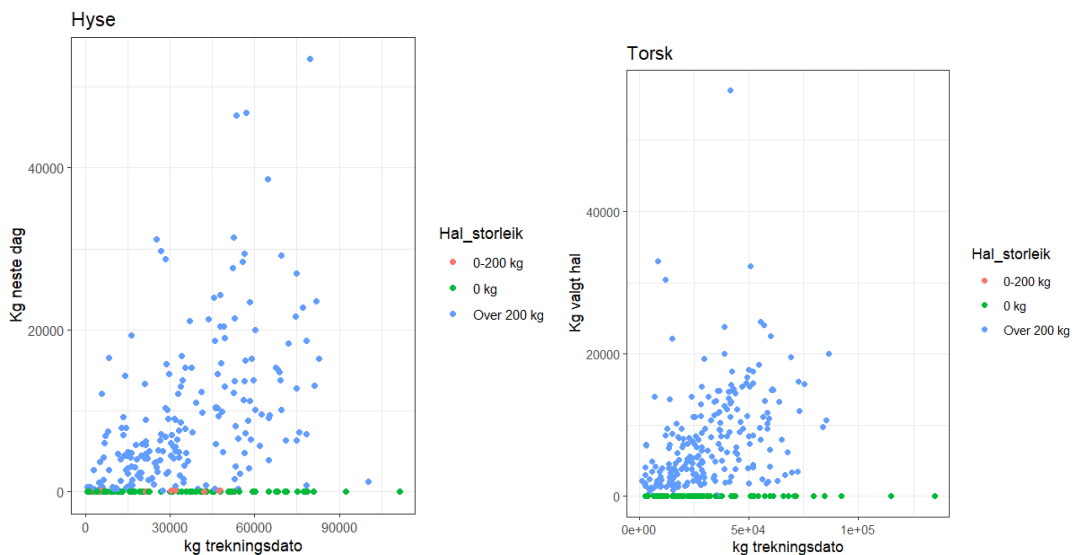 Hyse
Kg neste dag
40000
20000
0
0
30000
60000
90000
kg trekningsdato
Hal_storleik
0-200 kg
0 kg
Over 200 kg
Torsk
Kg valgt hal
40000
20000
0
0e+00
5e+04
1e+05
kg trekningsdato
Hal_storleik
0-200 kg
0 kg
Over 200 kg